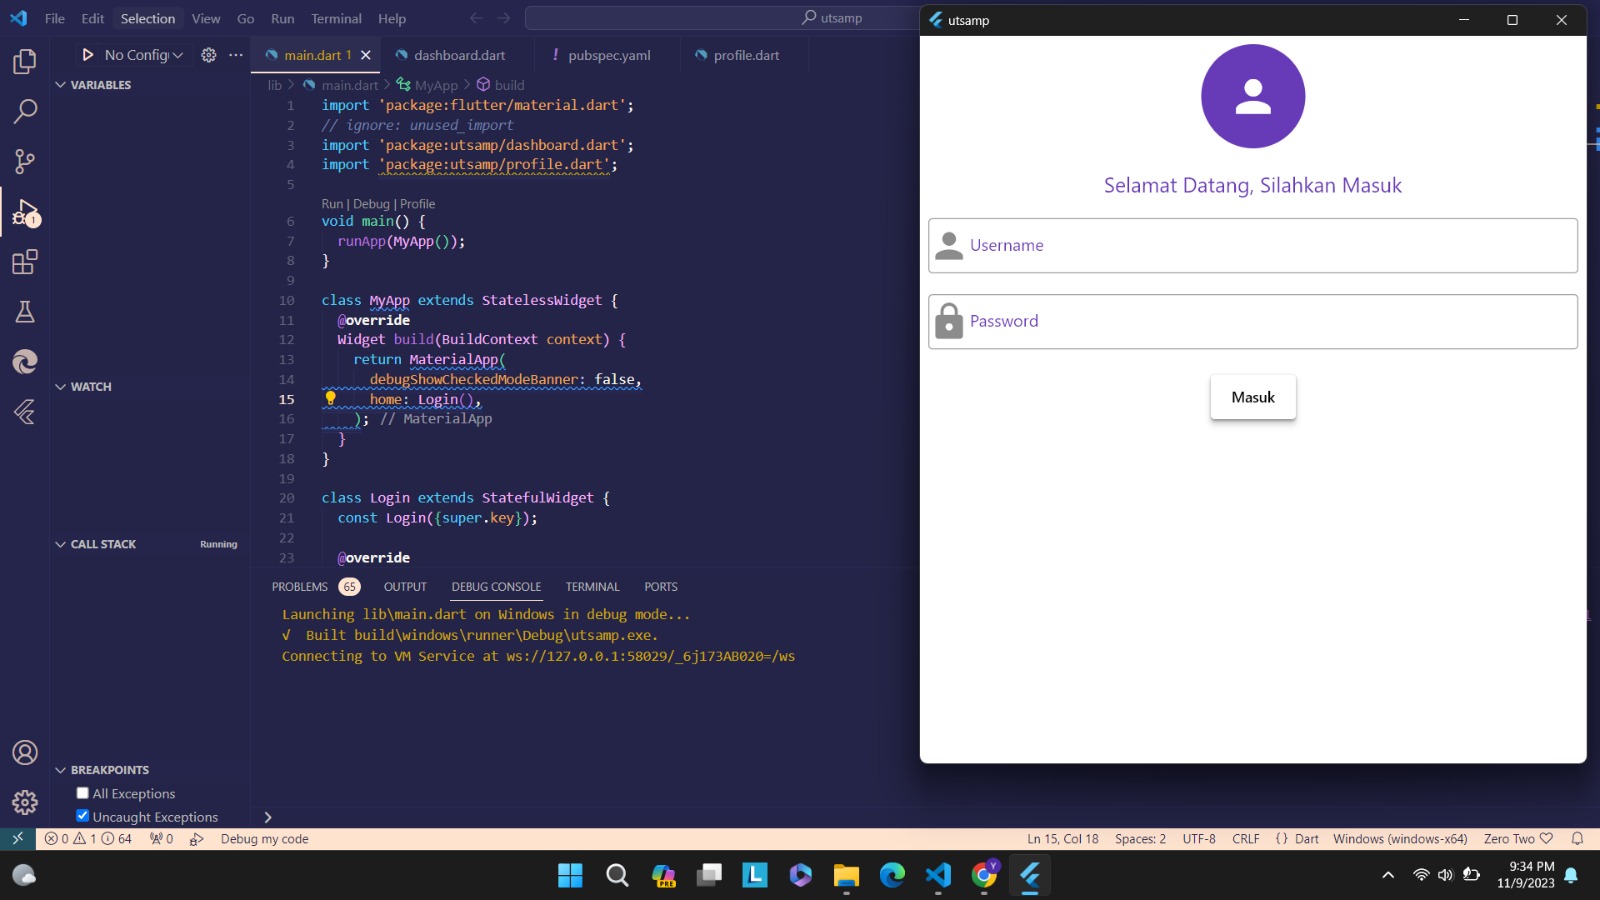 File Edit Selection View Go Run Terminal Help
utsamp
No Config
main.dart 1
dashboard.dart
! pubspec.yaml
profile.dart
lib > main.dart > MyApp > build
VARIABLES
WATCH
CALL STACK
Running
BREAKPOINTS
All Exceptions
Uncaught Exceptions
1 import 'package:flutter/material.dart';
2 // ignore: unused_import
3 import 'package:utsamp/dashboard.dart';
4 import 'package:utsamp/profile.dart';
5
Run | Debug | Profile
6 void main() {
7 runApp(MyApp());
8 }
9
10 class MyApp extends StatelessWidget {
11 @override
12 Widget build(BuildContext context) {
13 return MaterialApp(
14 debugShowCheckedModeBanner: false,
15 home: Login(),
16 ); // MaterialApp
17 }
18 }
19
20 class Login extends StatefulWidget {
21 const Login({super.key});
22
23 @override
PROBLEMS 65 OUTPUT DEBUG CONSOLE TERMINAL PORTS
Launching lib\main.dart on Windows in debug mode...
√ Built build\windows\runner\Debug\utsamp.exe.
Connecting to VM Service at ws://127.0.0.1:58029/_6j173AB020=/ws
utsamp
Selamat Datang, Silahkan Masuk
Username
Password
Masuk
1
0 1 64 0 Debug my code
Ln 15, Col 18 Spaces: 2 UTF-8 CRLF { } Dart Windows (windows-x64) Zero Two
PRE
L
Y
9:34 PM
11/9/2023